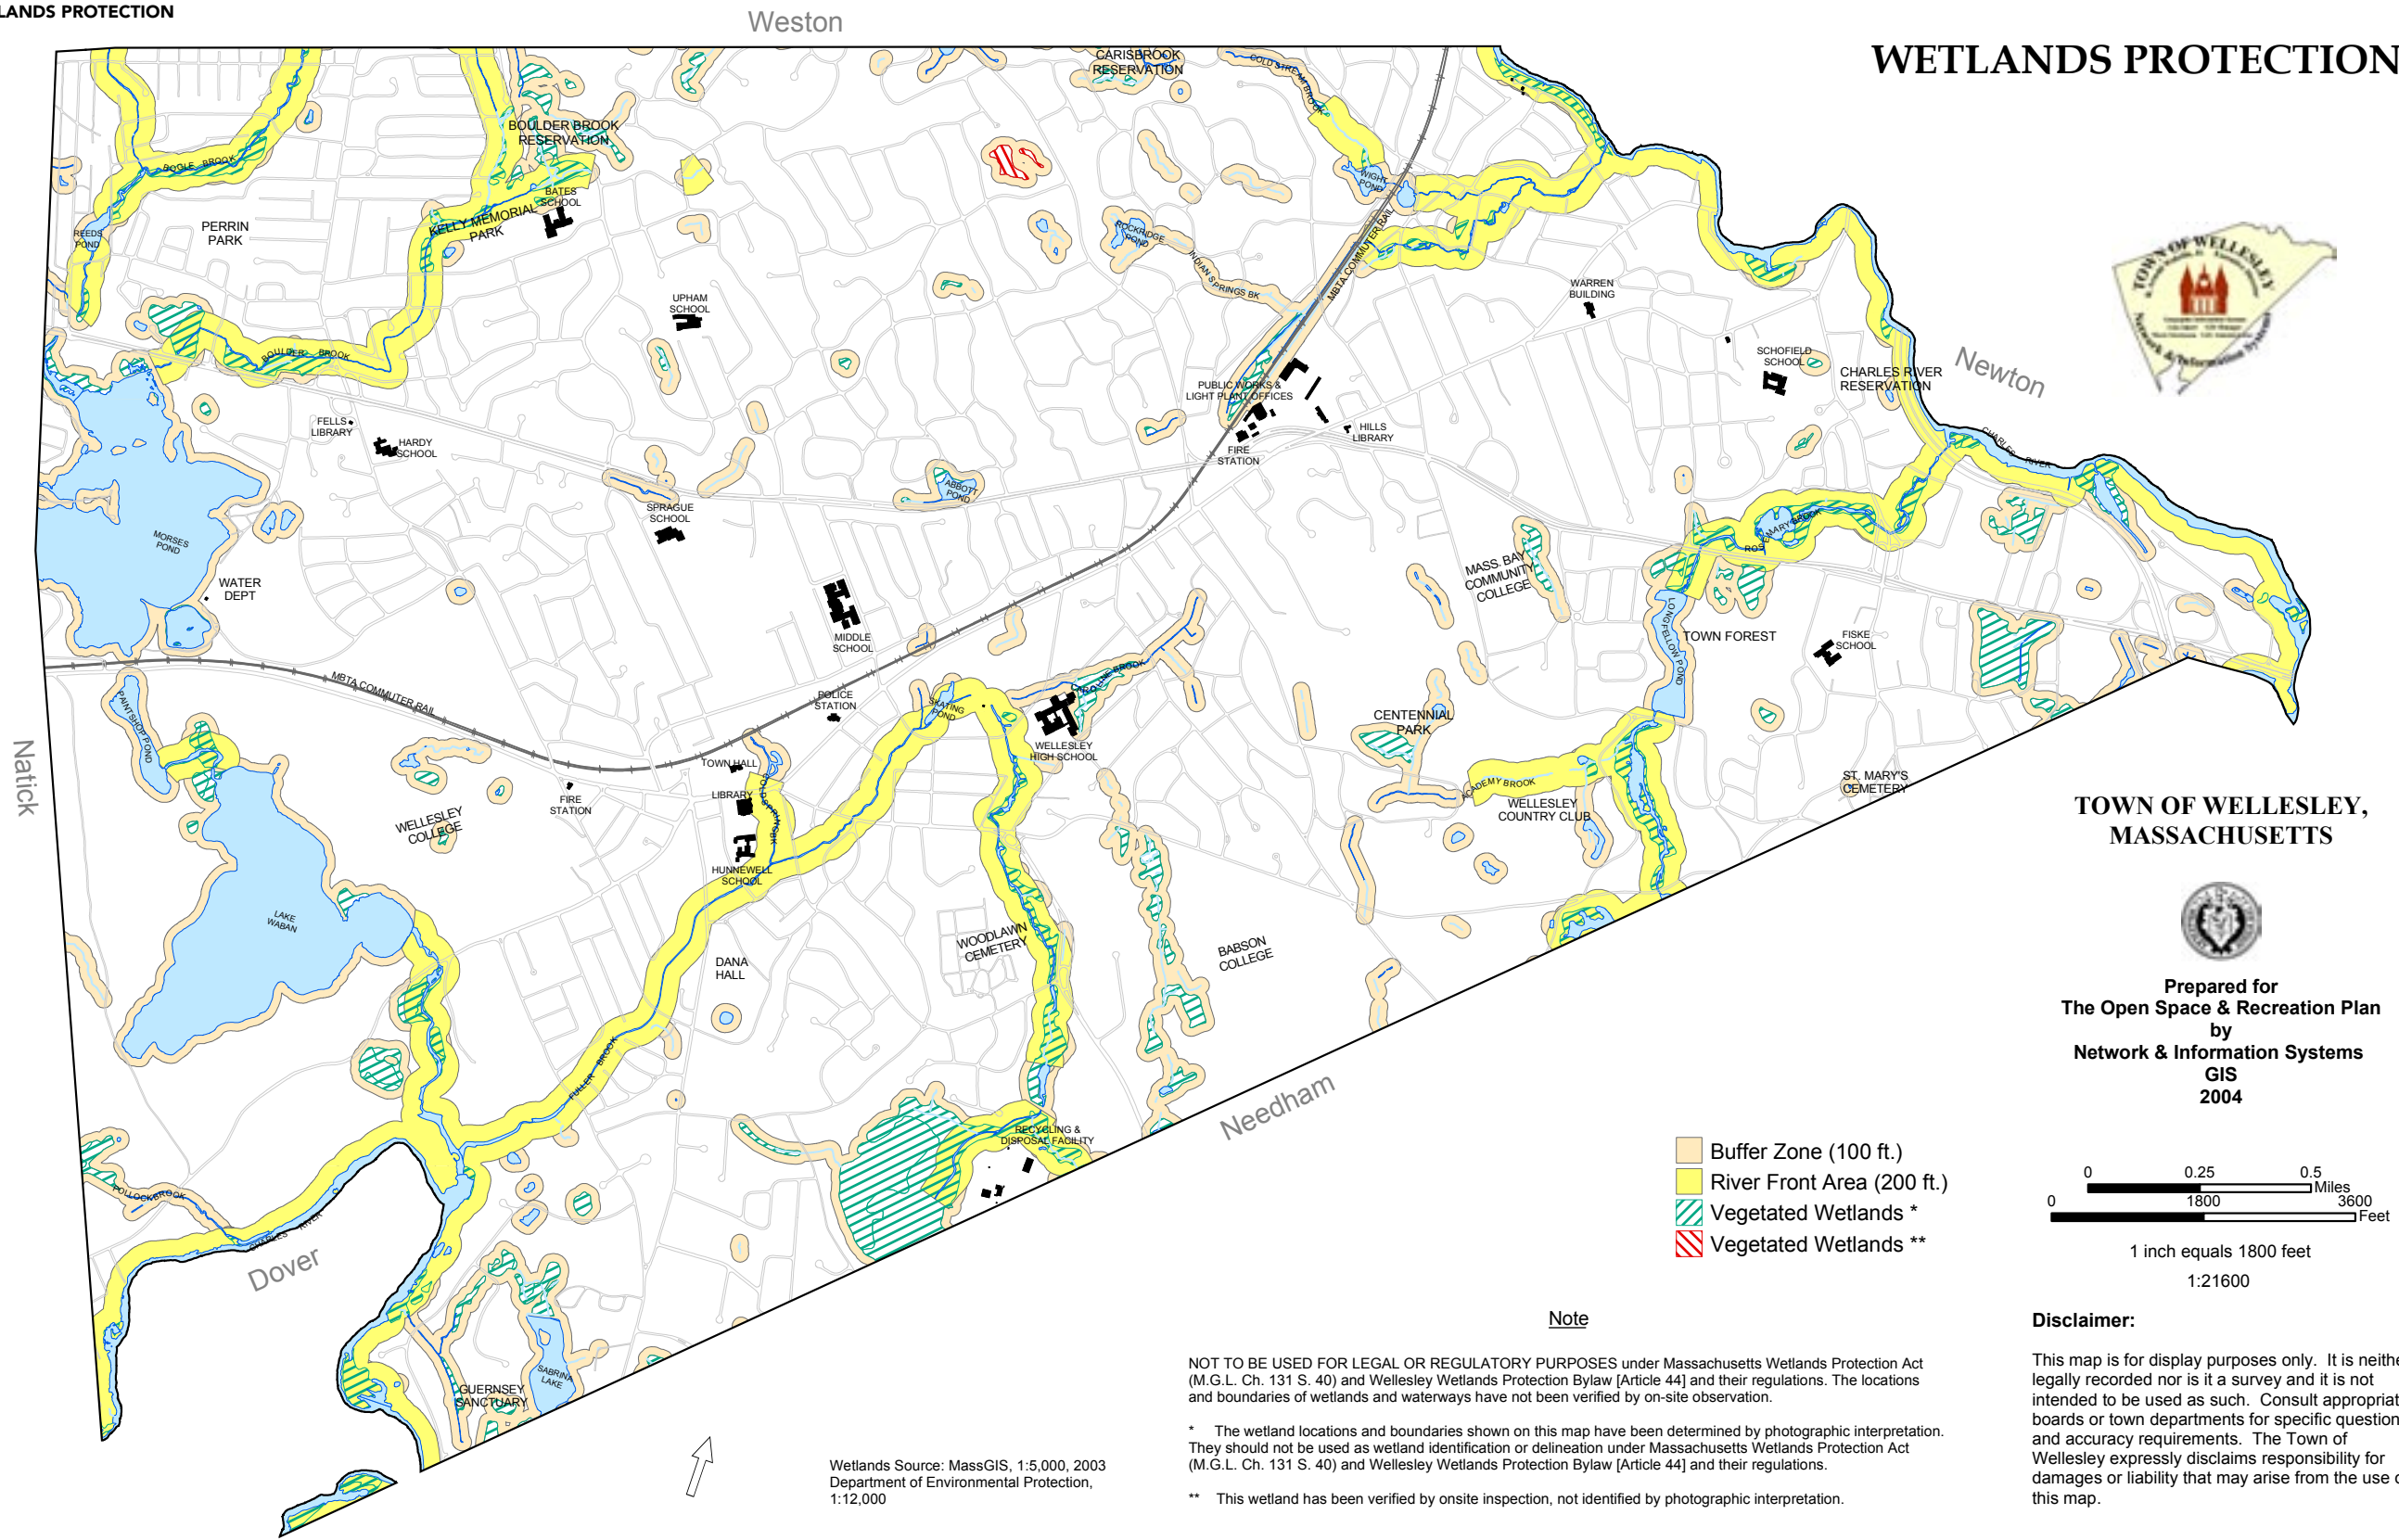 LANDS PROTECTION
Weston
WETLANDS PROTECTION
CARISBROOK
RESERVATION
COLD STREAM BROOK
BOULDER BROOK
RESERVATION
BOGLE BROOK
BATES
SCHOOL
KELLY MEMORIAL
PARK
PERRIN
PARK
REEDS
POND
WIGHT
POND
ROCKRIDGE
POND
INDIAN SPRINGS BK
MBTA COMMUTER RAIL
WARREN
BUILDING
TOWN OF WELLESLEY
Network & Information Systems
UPHAM
SCHOOL
BOULDER BROOK
SCHOFIELD
SCHOOL
CHARLES RIVER
RESERVATION
Newton
PUBLIC WORKS &
LIGHT PLANT OFFICES
FELLS
LIBRARY
HARDY
SCHOOL
HILLS
LIBRARY
FIRE
STATION
CHARLES RIVER
ABBOTT
POND
SPRAGUE
SCHOOL
ROSEMARY BROOK
MORSES
POND
MASS. BAY
COMMUNITY
COLLEGE
WATER
DEPT
LONGFELLOW POND
TOWN FOREST
FISKE
SCHOOL
MIDDLE
SCHOOL
MBTA COMMUTER RAIL
PAINTSHOP POND
POLICE
STATION
SKATING
POND
CAROLINE BROOK
WELLESLEY
HIGH SCHOOL
CENTENNIAL
PARK
Natick
TOWN HALL
COLD SPRING BK
LIBRARY
FIRE
STATION
WELLESLEY
COLLEGE
ACADEMY BROOK
WELLESLEY
COUNTRY CLUB
ST. MARY'S
CEMETERY
TOWN OF WELLESLEY,
MASSACHUSETTS
HUNNEWELL
SCHOOL
LAKE
WABAN
WOODLAWN
CEMETERY
BABSON
COLLEGE
DANA
HALL
Prepared for
The Open Space & Recreation Plan
by
Network & Information Systems
GIS
2004
FULLER BROOK
Needham
RECYCLING &
DISPOSAL FACILITY
Buffer Zone (100 ft.)
River Front Area (200 ft.)
Vegetated Wetlands *
Vegetated Wetlands **
0 0.25 0.5
Miles
0 1800 3600
Feet
1 inch equals 1800 feet
1:21600
POLLOCK BROOK
CHARLES RIVER
Dover
SABRINA
LAKE
GUERNSEY
SANCTUARY
Wetlands Source: MassGIS, 1:5,000, 2003
Department of Environmental Protection,
1:12,000
Note
NOT TO BE USED FOR LEGAL OR REGULATORY PURPOSES under Massachusetts Wetlands Protection Act
(M.G.L. Ch. 131 S. 40) and Wellesley Wetlands Protection Bylaw [Article 44] and their regulations. The locations
and boundaries of wetlands and waterways have not been verified by on-site observation.
* The wetland locations and boundaries shown on this map have been determined by photographic interpretation.
They should not be used as wetland identification or delineation under Massachusetts Wetlands Protection Act
(M.G.L. Ch. 131 S. 40) and Wellesley Wetlands Protection Bylaw [Article 44] and their regulations.
** This wetland has been verified by onsite inspection, not identified by photographic interpretation.
Disclaimer:
This map is for display purposes only. It is neithe
legally recorded nor is it a survey and it is not
intended to be used as such. Consult appropriat
boards or town departments for specific question
and accuracy requirements. The Town of
Wellesley expressly disclaims responsibility for
damages or liability that may arise from the use o
this map.